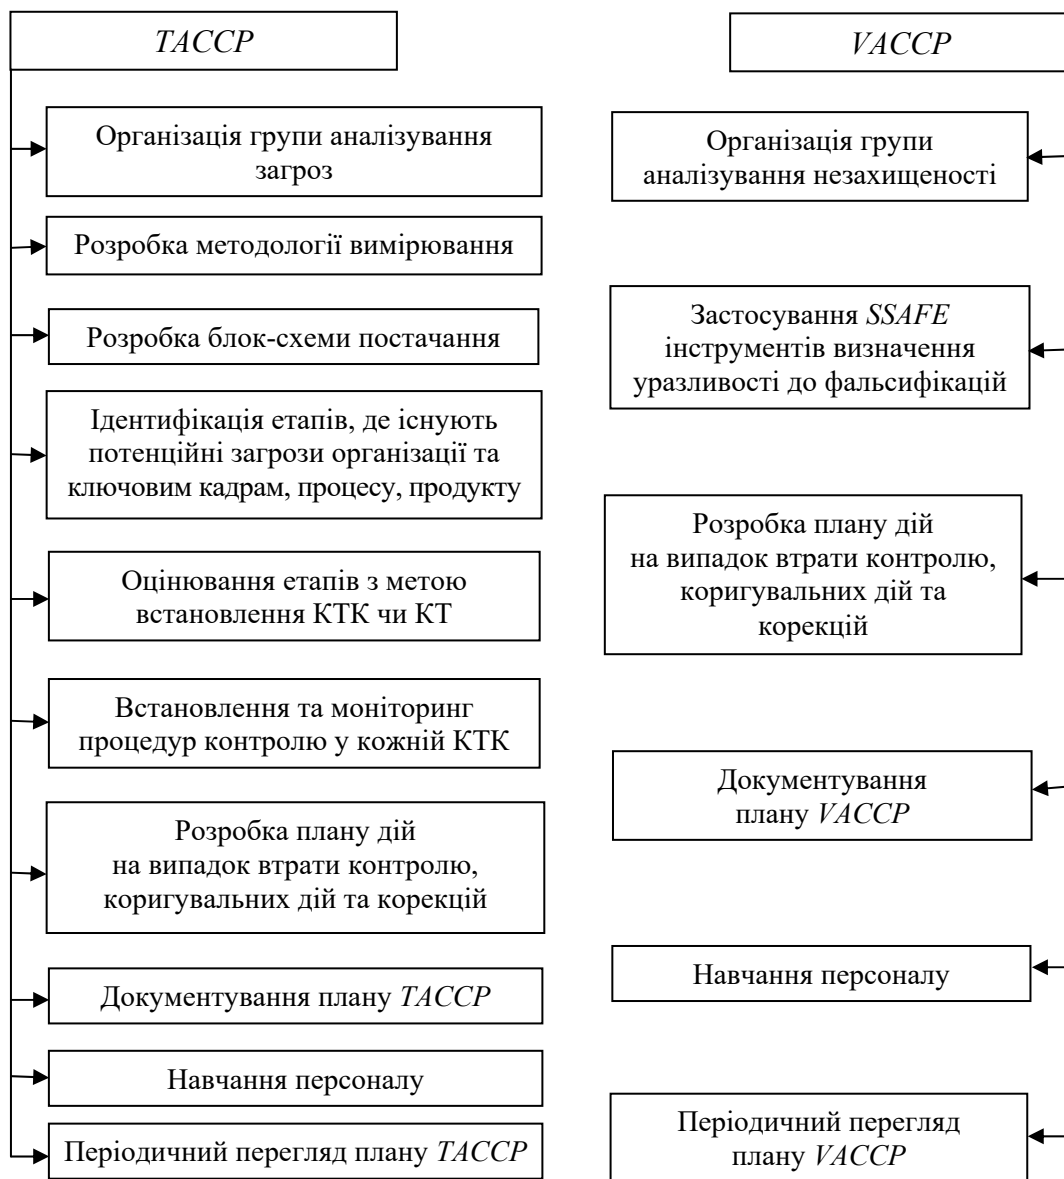 TACCP
Організація групи аналізування
загроз
Розробка методології вимірювання
Розробка блок-схеми постачання
Ідентифікація етапів, де існують
потенційні загрози організації та
ключовим кадрам, процесу, продукту
Оцінювання етапів з метою
встановлення КТК чи КТ
Встановлення та моніторинг
процедур контролю у кожній КТК
Розробка плану дій
на випадок втрати контролю,
коригувальних дій та корекцій
Документування плану TACCP
Навчання персоналу
Періодичний перегляд плану TACCP
VACCP
Організація групи
аналізування незахищеності
Застосування SSAFE
інструментів визначення
уразливості до фальсифікацій
Розробка плану дій
на випадок втрати контролю,
коригувальних дій та
корекцій
Документування
плану VACCP
Навчання персоналу
Періодичний перегляд
плану VACCP